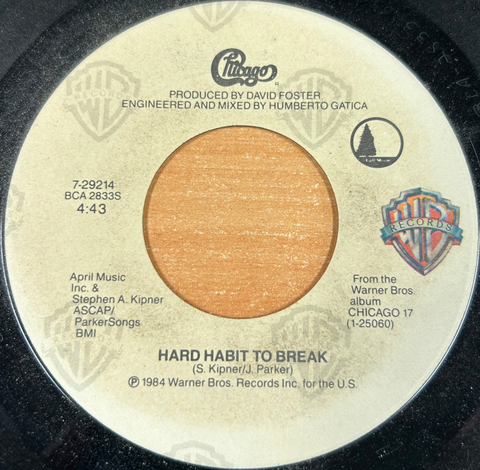 Chicago
PRODUCED BY DAVID FOSTER
ENGINEERED AND MIXED BY HUMBERTO GATICA
7-29214
BCA 2833S
4:43
RECORDS
April Music
Inc. &
Stephen A. Kipner
ASCAP/
ParkerSongs
BMI
From the
Warner Bros.
album
CHICAGO 17
(1-25060)
HARD HABIT TO BREAK
(S. Kipner/J. Parker)
℗ 1984 Warner Bros. Records Inc. for the U.S.